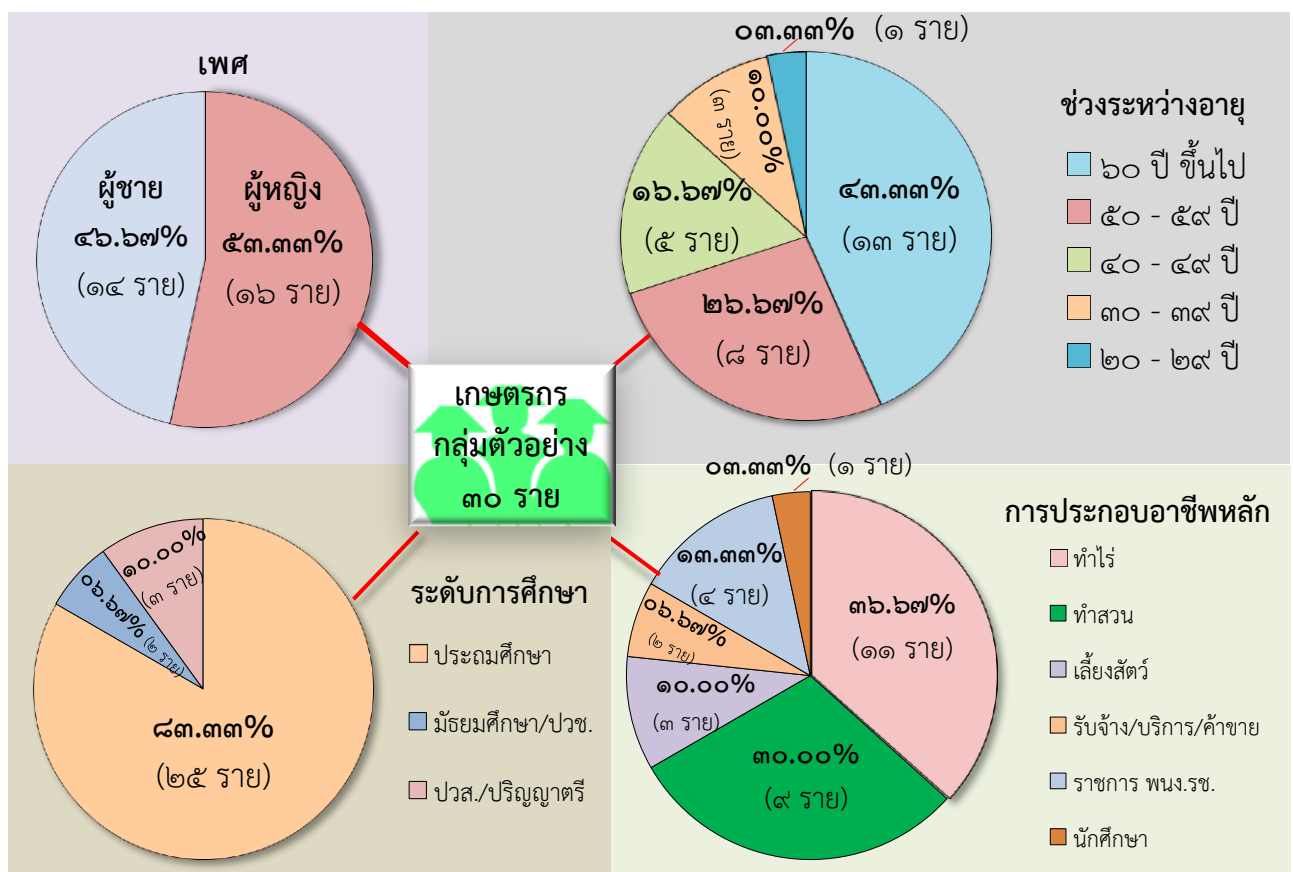 เพศ
ผู้ชาย
๔๖.๖๗%
(๑๔ ราย)
ผู้หญิง
๕๓.๓๓%
(๑๖ ราย)
๐๓.๓๓% (๑ ราย)
๑๐.๐๐%
(๓ ราย)
๑๖.๖๗%
(๕ ราย)
๔๓.๓๓%
(๑๓ ราย)
๒๖.๖๗%
(๘ ราย)
ช่วงระหว่างอายุ
๖๐ ปี ขึ้นไป
๕๐ - ๕๙ ปี
๔๐ - ๔๙ ปี
๓๐ - ๓๙ ปี
๒๐ - ๒๙ ปี
เกษตรกร
กลุ่มตัวอย่าง
๓๐ ราย
๑๐.๐๐%
(๓ ราย)
๐๖.๖๗% (๒ ราย)
๘๓.๓๓%
(๒๕ ราย)
ระดับการศึกษา
ประถมศึกษา
มัธยมศึกษา/ปวช.
ปวส./ปริญญาตรี
๐๓.๓๓% (๑ ราย)
๑๓.๓๓%
(๔ ราย)
๐๖.๖๗%
(๒ ราย)
๑๐.๐๐%
(๓ ราย)
๓๖.๖๗%
(๑๑ ราย)
๓๐.๐๐%
(๙ ราย)
การประกอบอาชีพหลัก
ทำไร่
ทำสวน
เลี้ยงสัตว์
รับจ้าง/บริการ/ค้าขาย
ราชการ พนง.รซ.
นักศึกษา